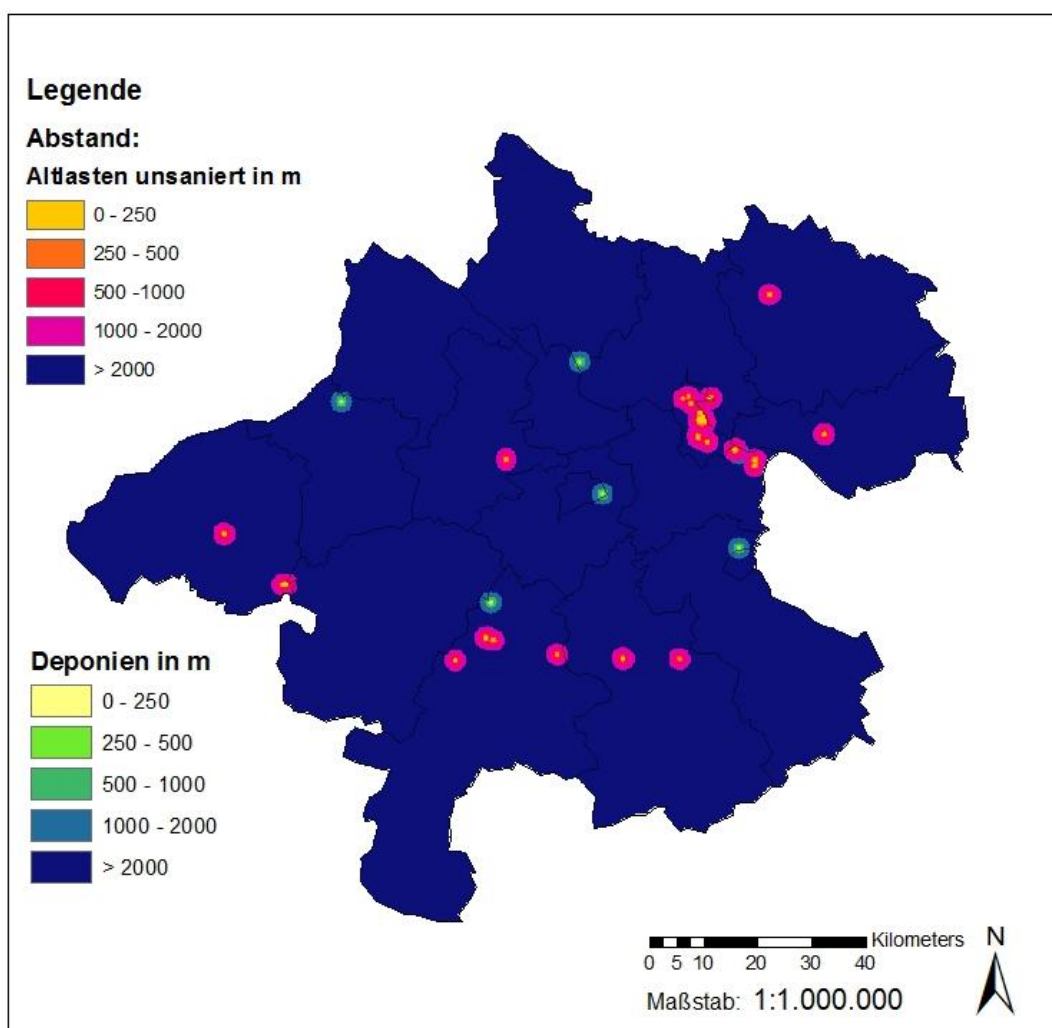 Legende
Abstand:
Altlasten unsaniert in m
0 - 250
250 - 500
500 -1000
1000 - 2000
> 2000
Deponien in m
0 - 250
250 - 500
500 - 1000
1000 - 2000
> 2000
Kilometers
0 5 10 20 30 40
Maßstab: 1:1.000.000
N